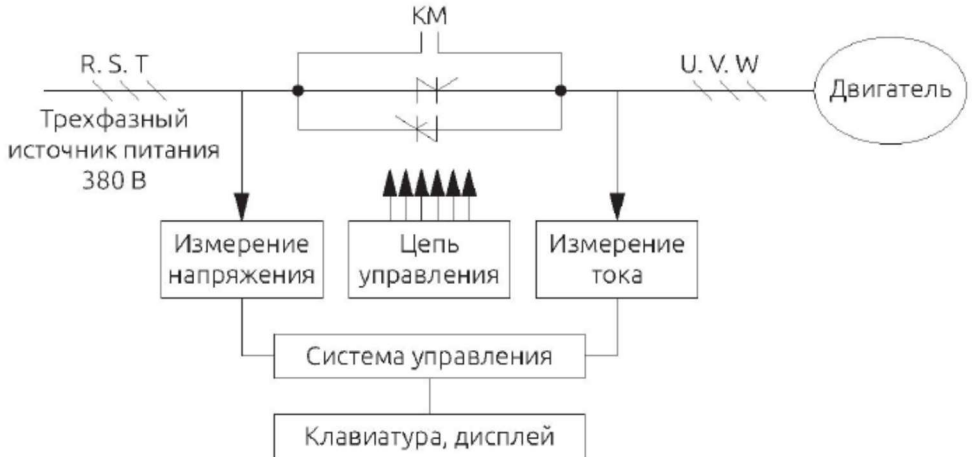 KM
R. S. T
U. V. W
Двигатель
Трехфазный
источник питания
380 В
Измерение
напряжения
Цепь
управления
Измерение
тока
Система управления
Клавиатура, дисплей